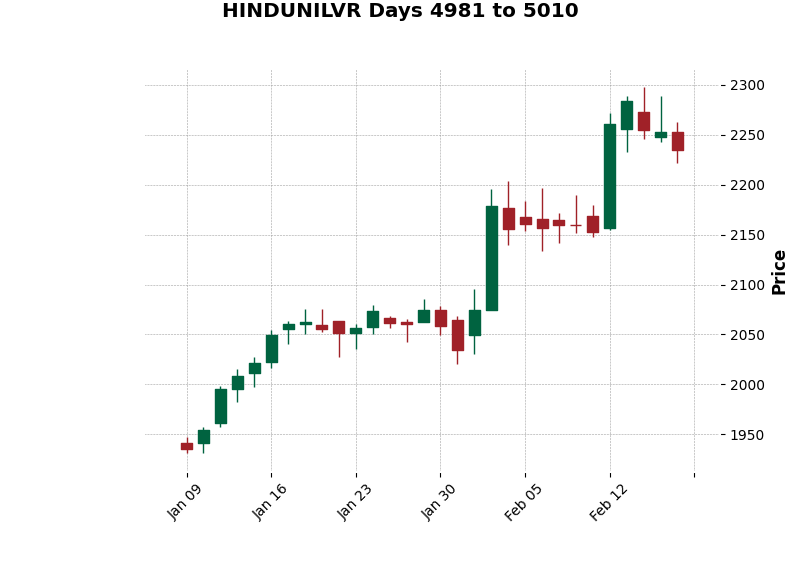 HINDUNILVR Days 4981 to 5010
2300
2250
2200
2150
2100
2050
2000
1950
Price
Jan 09
Jan 16
Jan 23
Jan 30
Feb 05
Feb 12